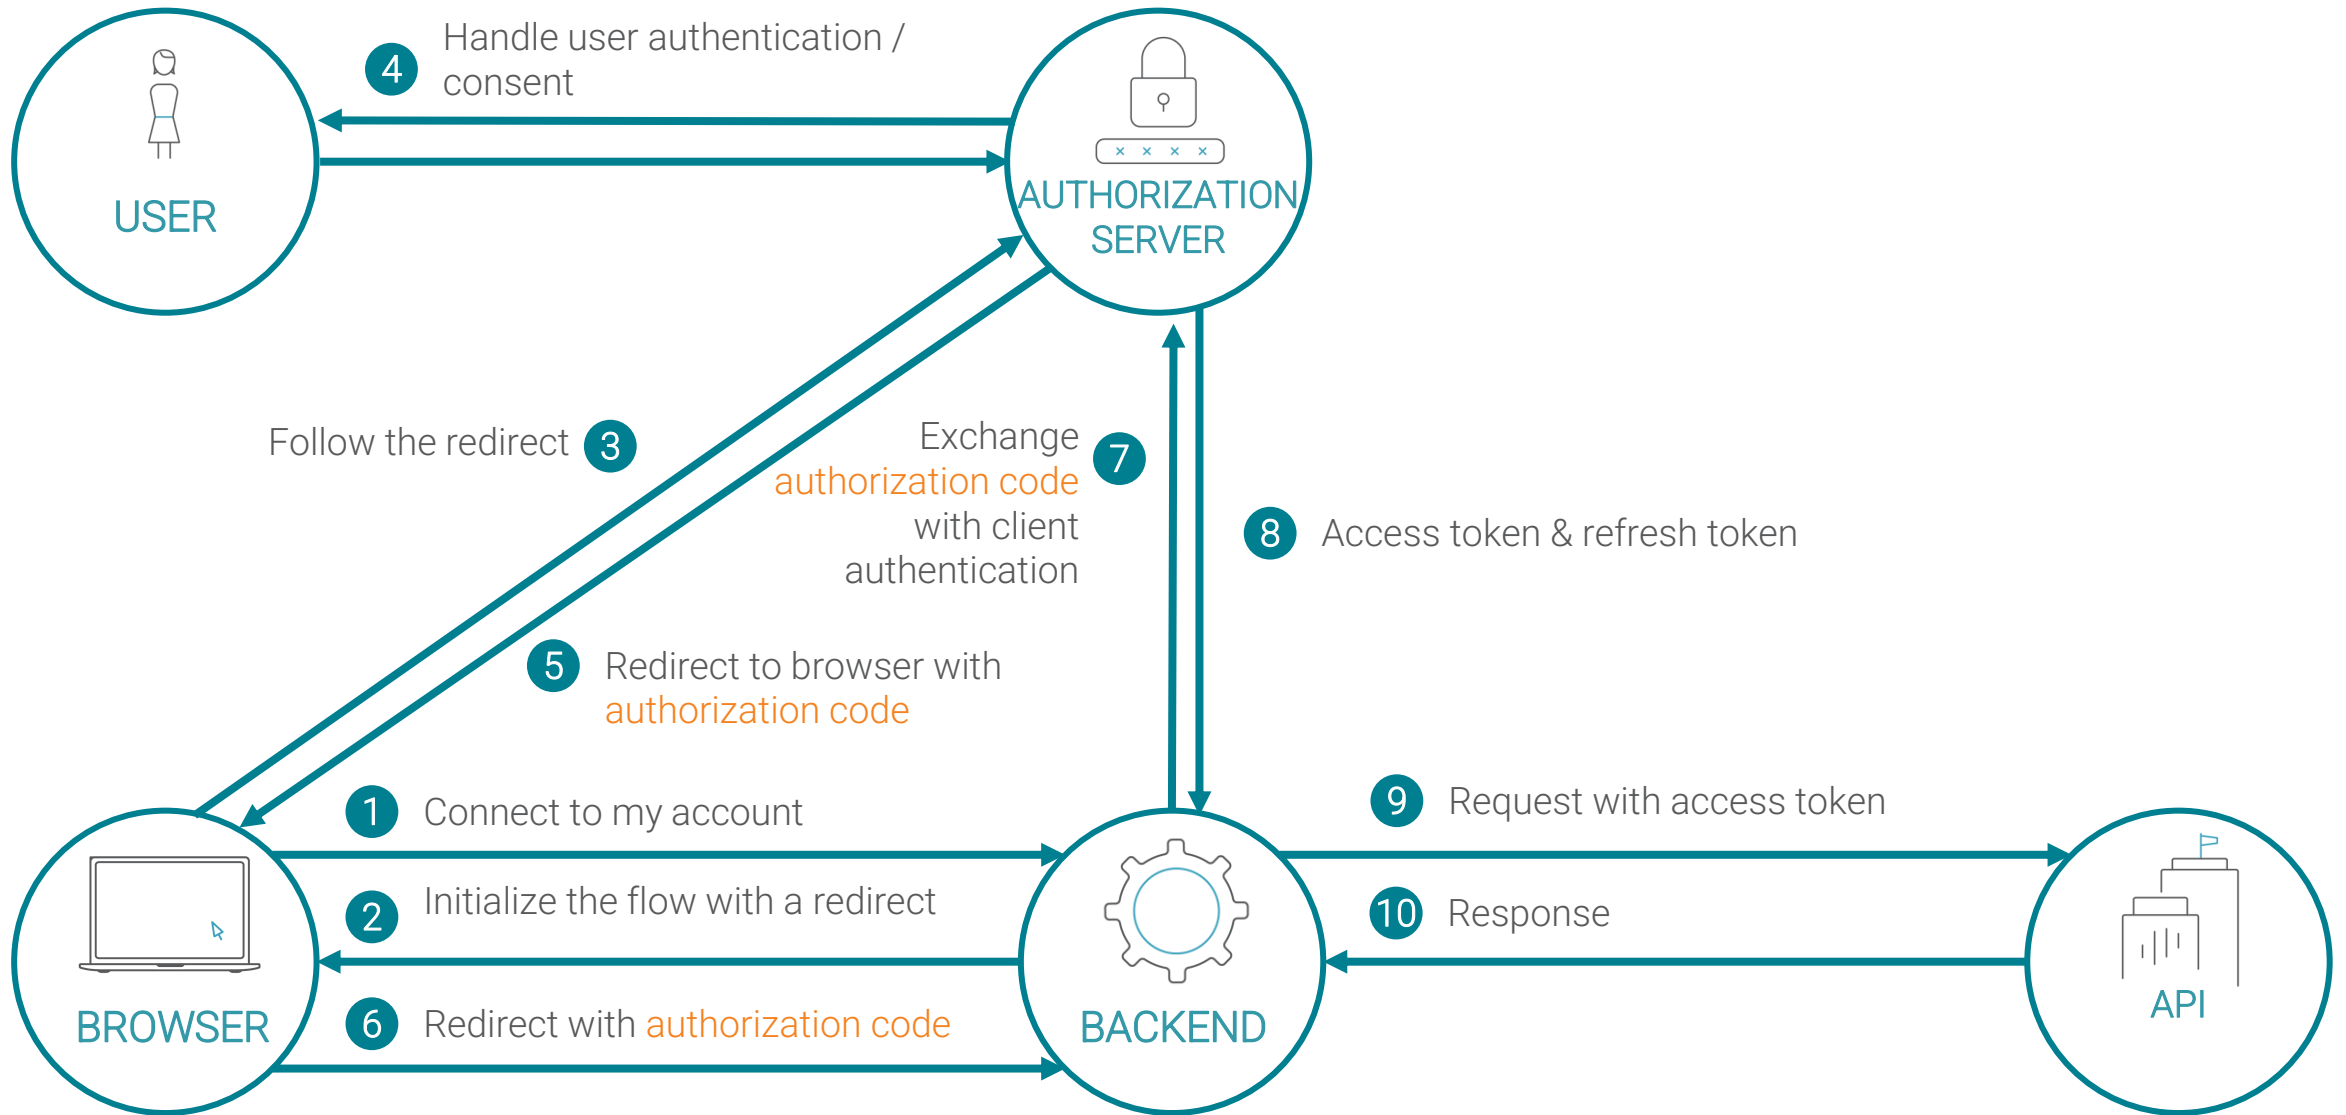 Handle user authentication /
4
consent
× × × ×
USER
AUTHORIZATION
SERVER
Follow the redirect 3
Exchange 7
authorization code
with client
authentication
8 Access token & refresh token
5 Redirect to browser with
authorization code
1 Connect to my account
9 Request with access token
2 Initialize the flow with a redirect
10 Response
6 Redirect with authorization code
BROWSER
BACKEND
API